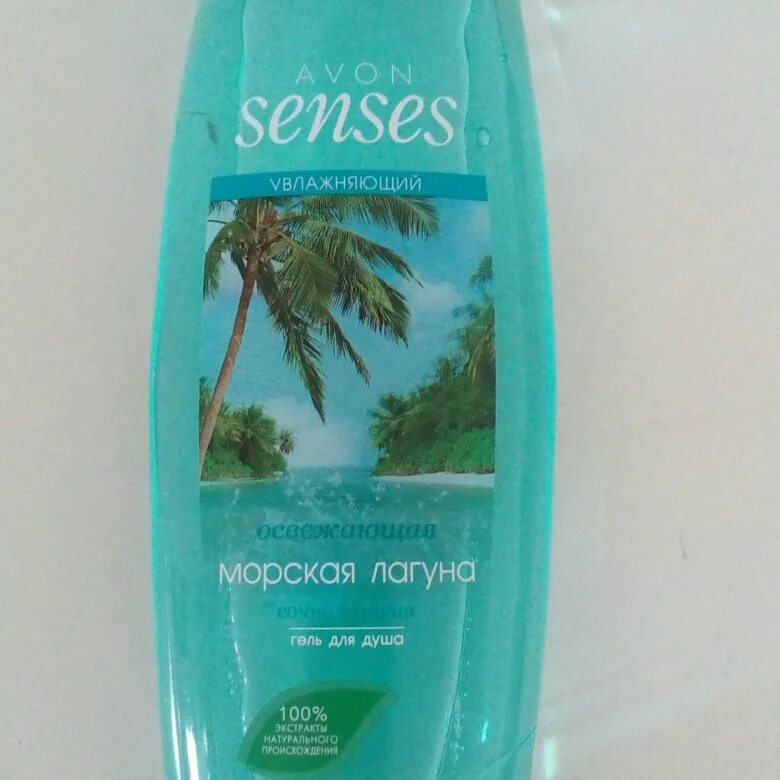 AVON
senses
УВЛАЖНЯЮЩИЙ
освежающая
МОРСКАЯ ЛАГУНА
гель для душа
100%
ЭКСТРАКТЫ
НАТУРАЛЬНОГО
ПРОИСХОЖДЕНИЯ